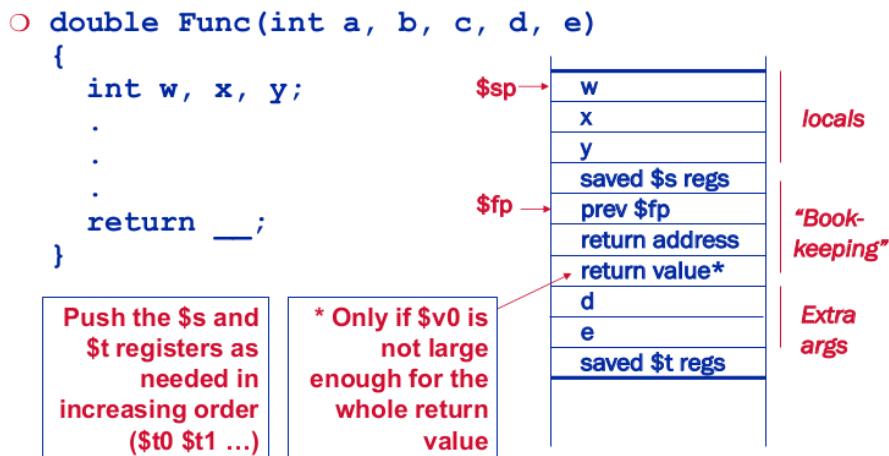 double Func(int a, b, c, d, e)
{
int w, x, y;
.
.
.
return __;
}
Push the $s and
$t registers as
needed in
increasing order
($t0 $t1 ...)
* Only if $v0 is
not large
enough for the
whole return
value
$sp
$fp
w
x
y
saved $s regs
prev $fp
return address
return value*
d
e
saved $t regs
locals
“Book-
keeping”
Extra
args